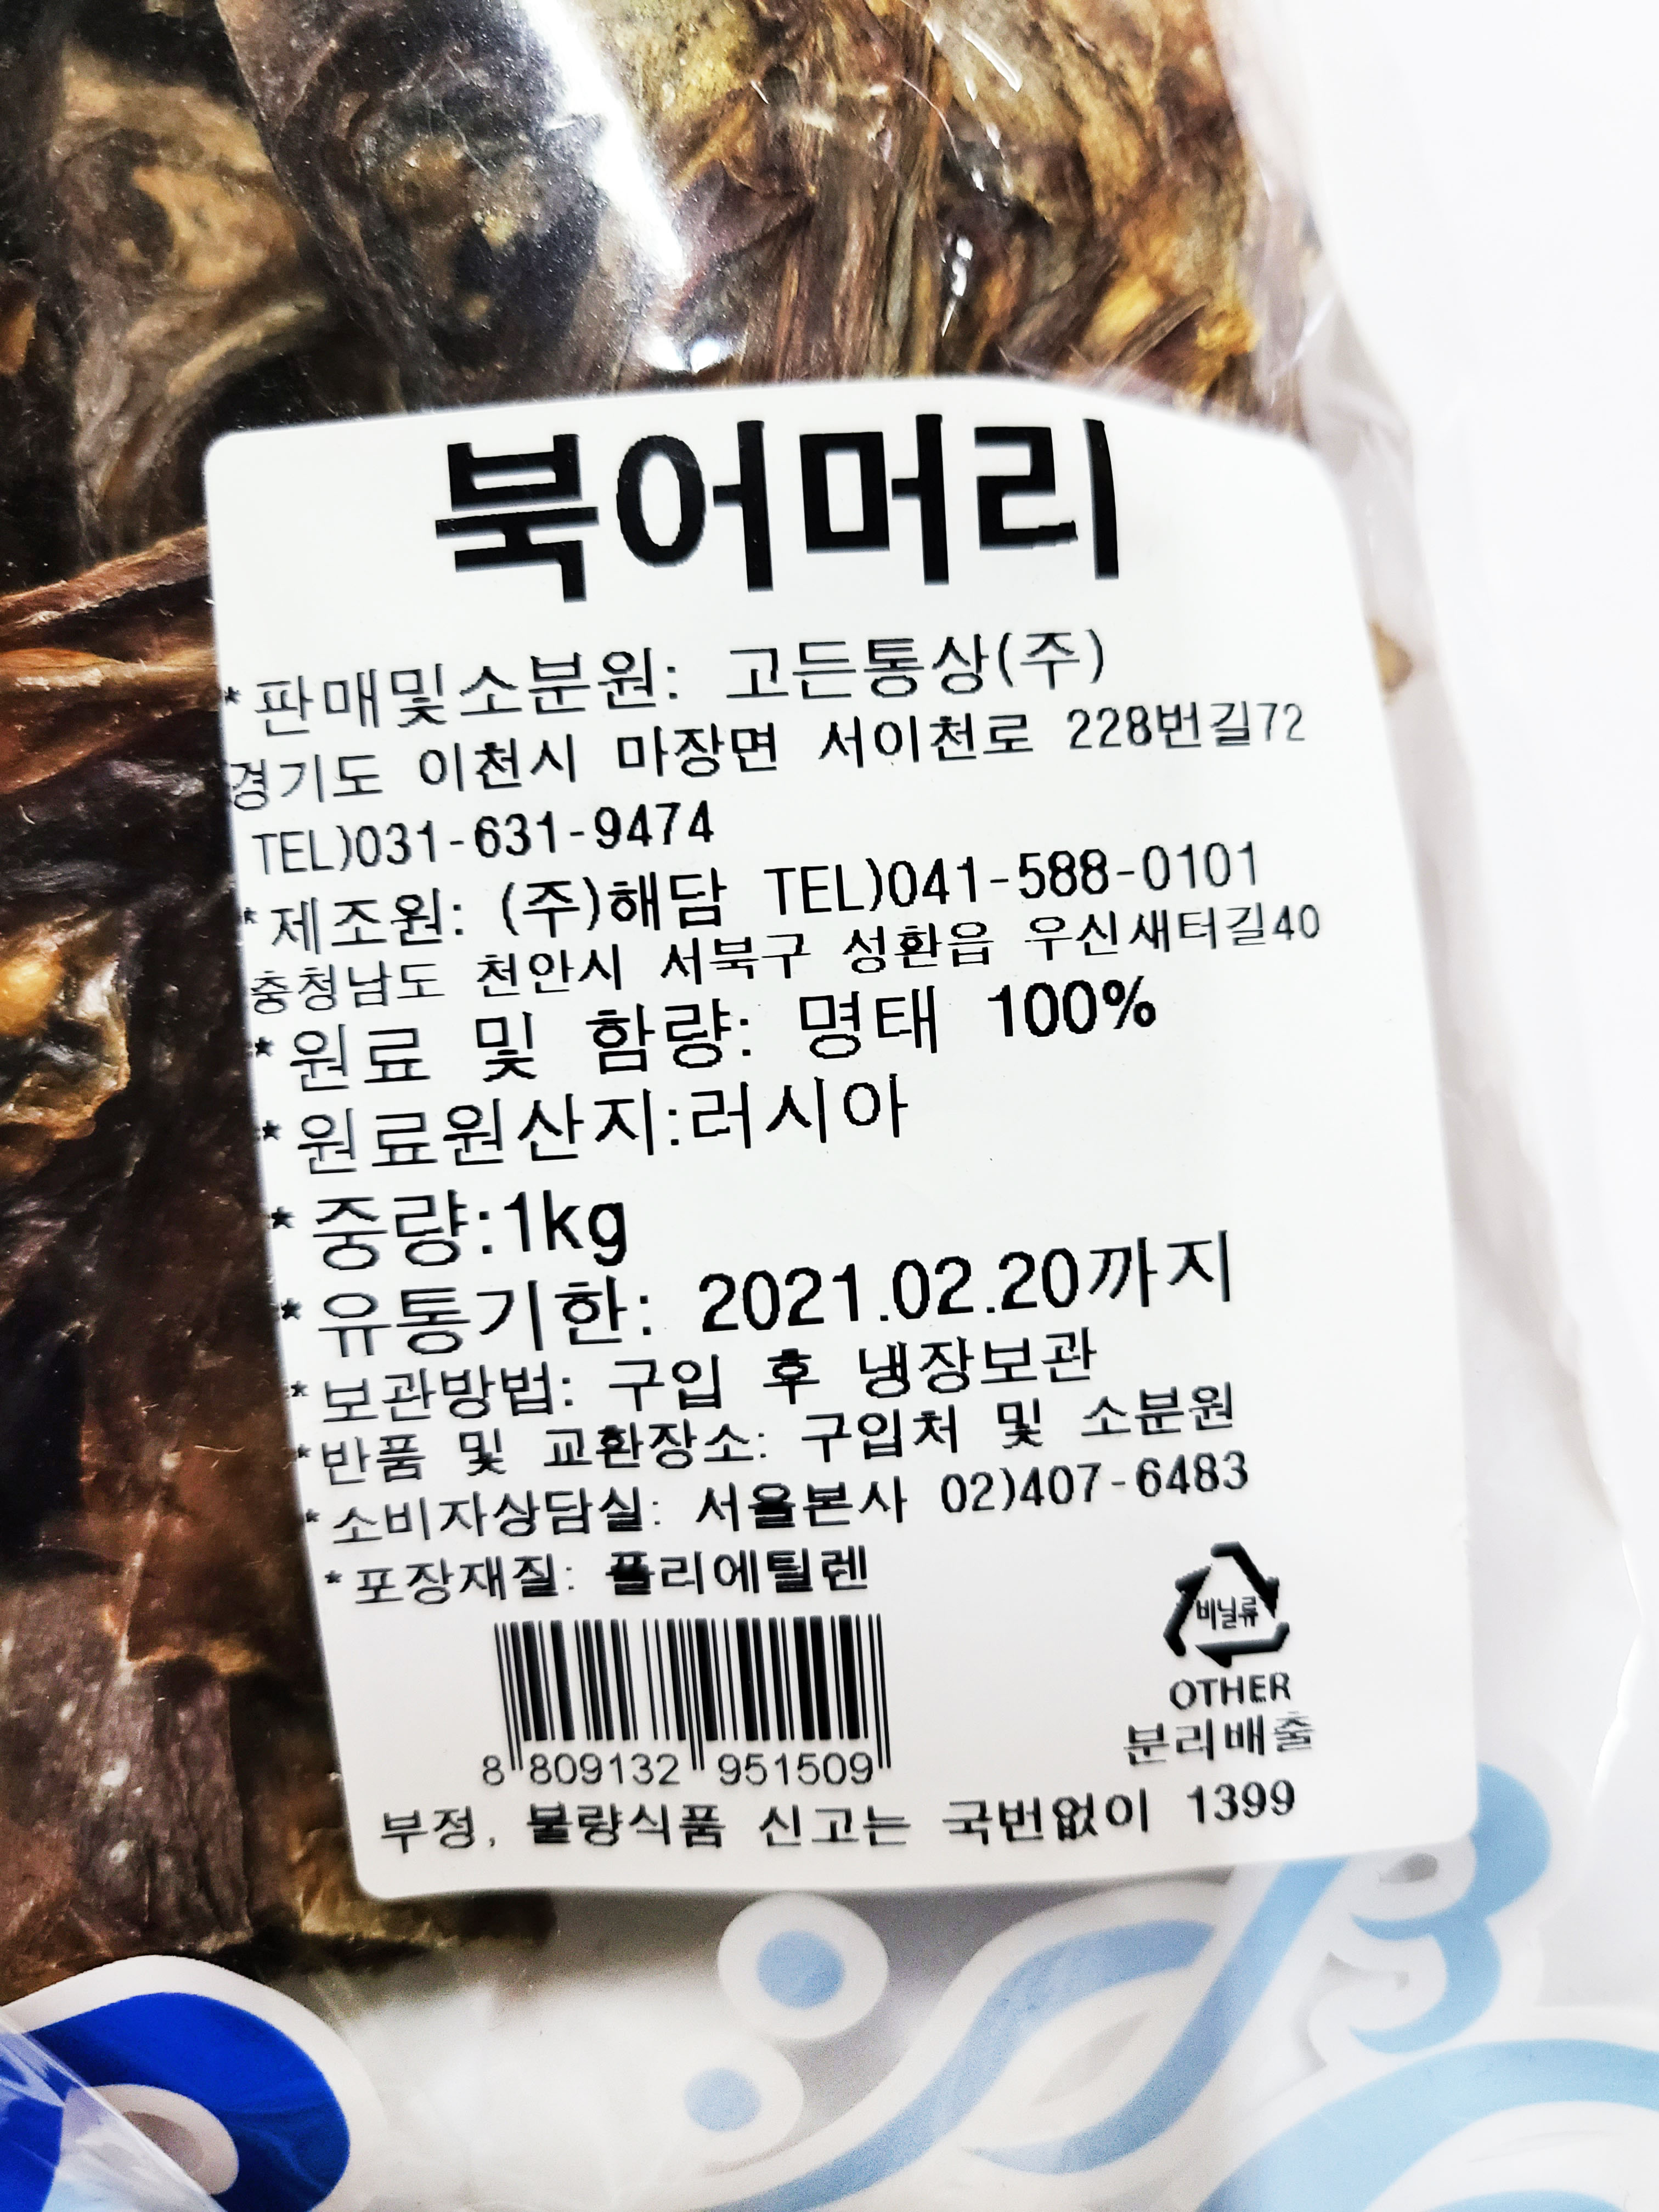 북어머리
*판매및소분원: 고든통상(주)
경기도 이천시 마장면 서이천로 228번길72
TEL)031-631-9474
*제조원: (주)해담 TEL)041-588-0101
충청남도 천안시 서북구 성환읍 우신새터길40
*원료 및 함량: 명태 100%
*원료원산지:러시아
*중량:1kg
*유통기한: 2021.02.20까지
*보관방법: 구입 후 냉장보관
*반품 및 교환장소: 구입처 및 소분원
*소비자상담실: 서울본사 02)407-6483
*포장재질: 폴리에틸렌
비닐류
OTHER
분리배출
8 809132 951509
부정, 불량식품 신고는 국번없이 1399